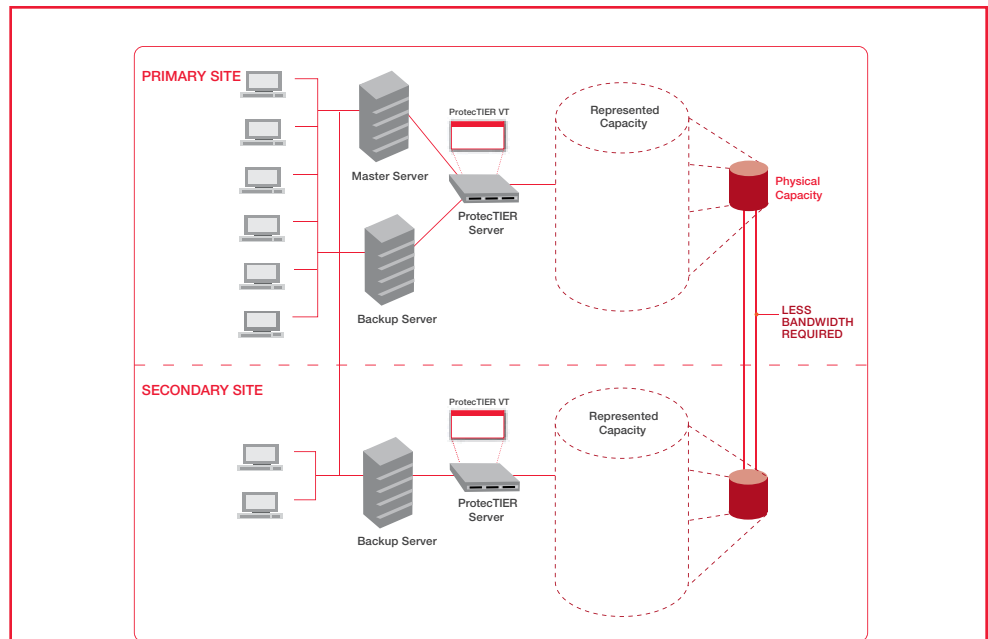 PRIMARY SITE
ProtecTIER VT
Represented
Capacity
Master Server
Physical
Capacity
ProtecTIER
Server
Backup Server
LESS
BANDWIDTH
REQUIRED
SECONDARY SITE
ProtecTIER VT
Represented
Capacity
ProtecTIER
Server
Backup Server